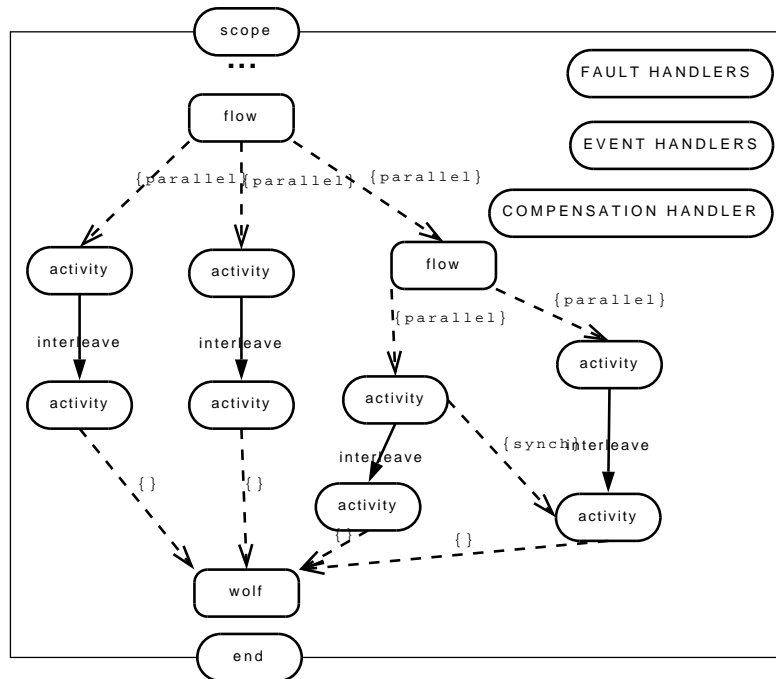 scope
...
FAULT HANDLERS
flow
EVENT HANDLERS
{parallel}
{parallel}
{parallel}
COMPENSATION HANDLER
activity
activity
flow
{parallel}
{parallel}
interleave
interleave
activity
activity
activity
activity
{synch}
interleave
interleave
{}
{}
activity
activity
{}
{}
wolf
end